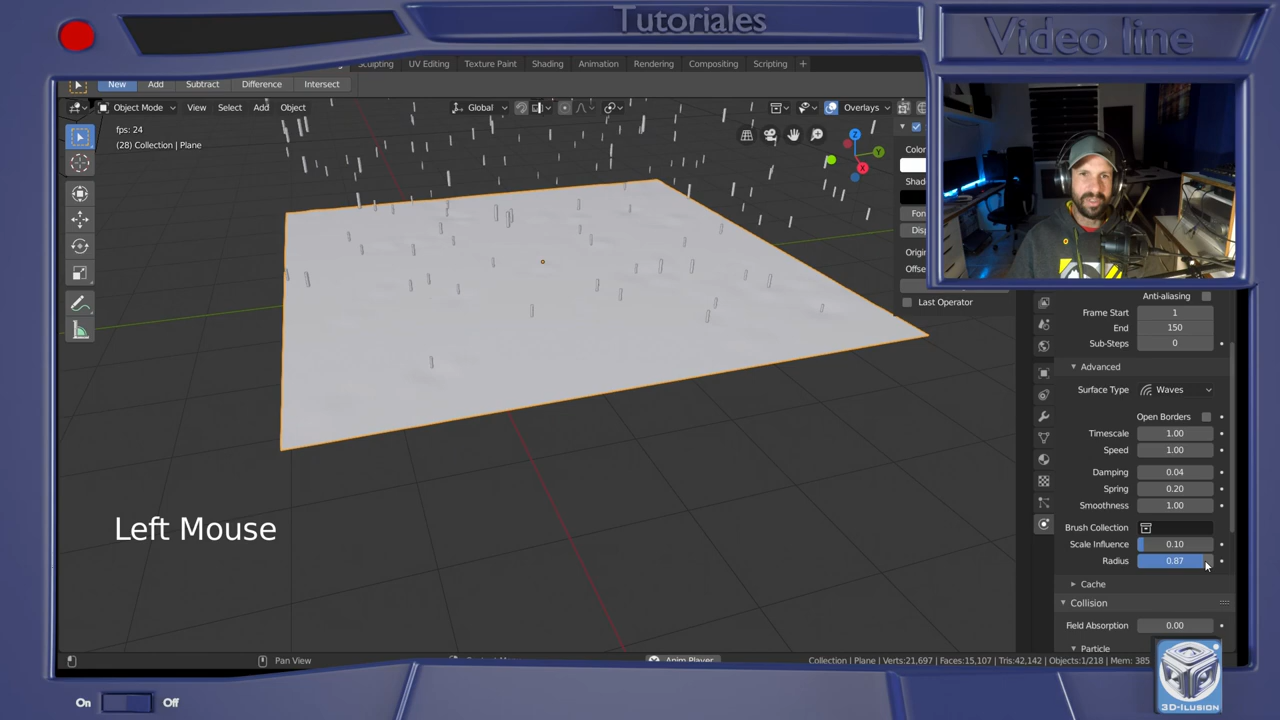 Tutoriales
Video line
Sculpting
UV Editing
Texture Paint
Shading
Animation
Rendering
Compositing
Scripting
+
New
Add
Subtract
Difference
Intersect
Object Mode
View
Select
Add
Object
Global
Overlays
fps: 24
(28) Collection | Plane
Z
Y
X
Color
Origi
Offse
Last Operator
Anti-aliasing
Frame Start 1
End 150
Sub-Steps 0
Advanced
Surface Type Waves
Open Borders
Timescale 1.00
Speed 1.00
Damping 0.04
Spring 0.20
Smoothness 1.00
Brush Collection
Scale Influence 0.10
Radius 0.87
Cache
Collision
Field Absorption 0.00
Particle
Left Mouse
Pan View
Anim Player
Collection | Plane | Verts:21,697 | Faces:15,107 | Tris:42,142 | Objects:1/218 | Mem: 385
On
Off
3D-Ilusion